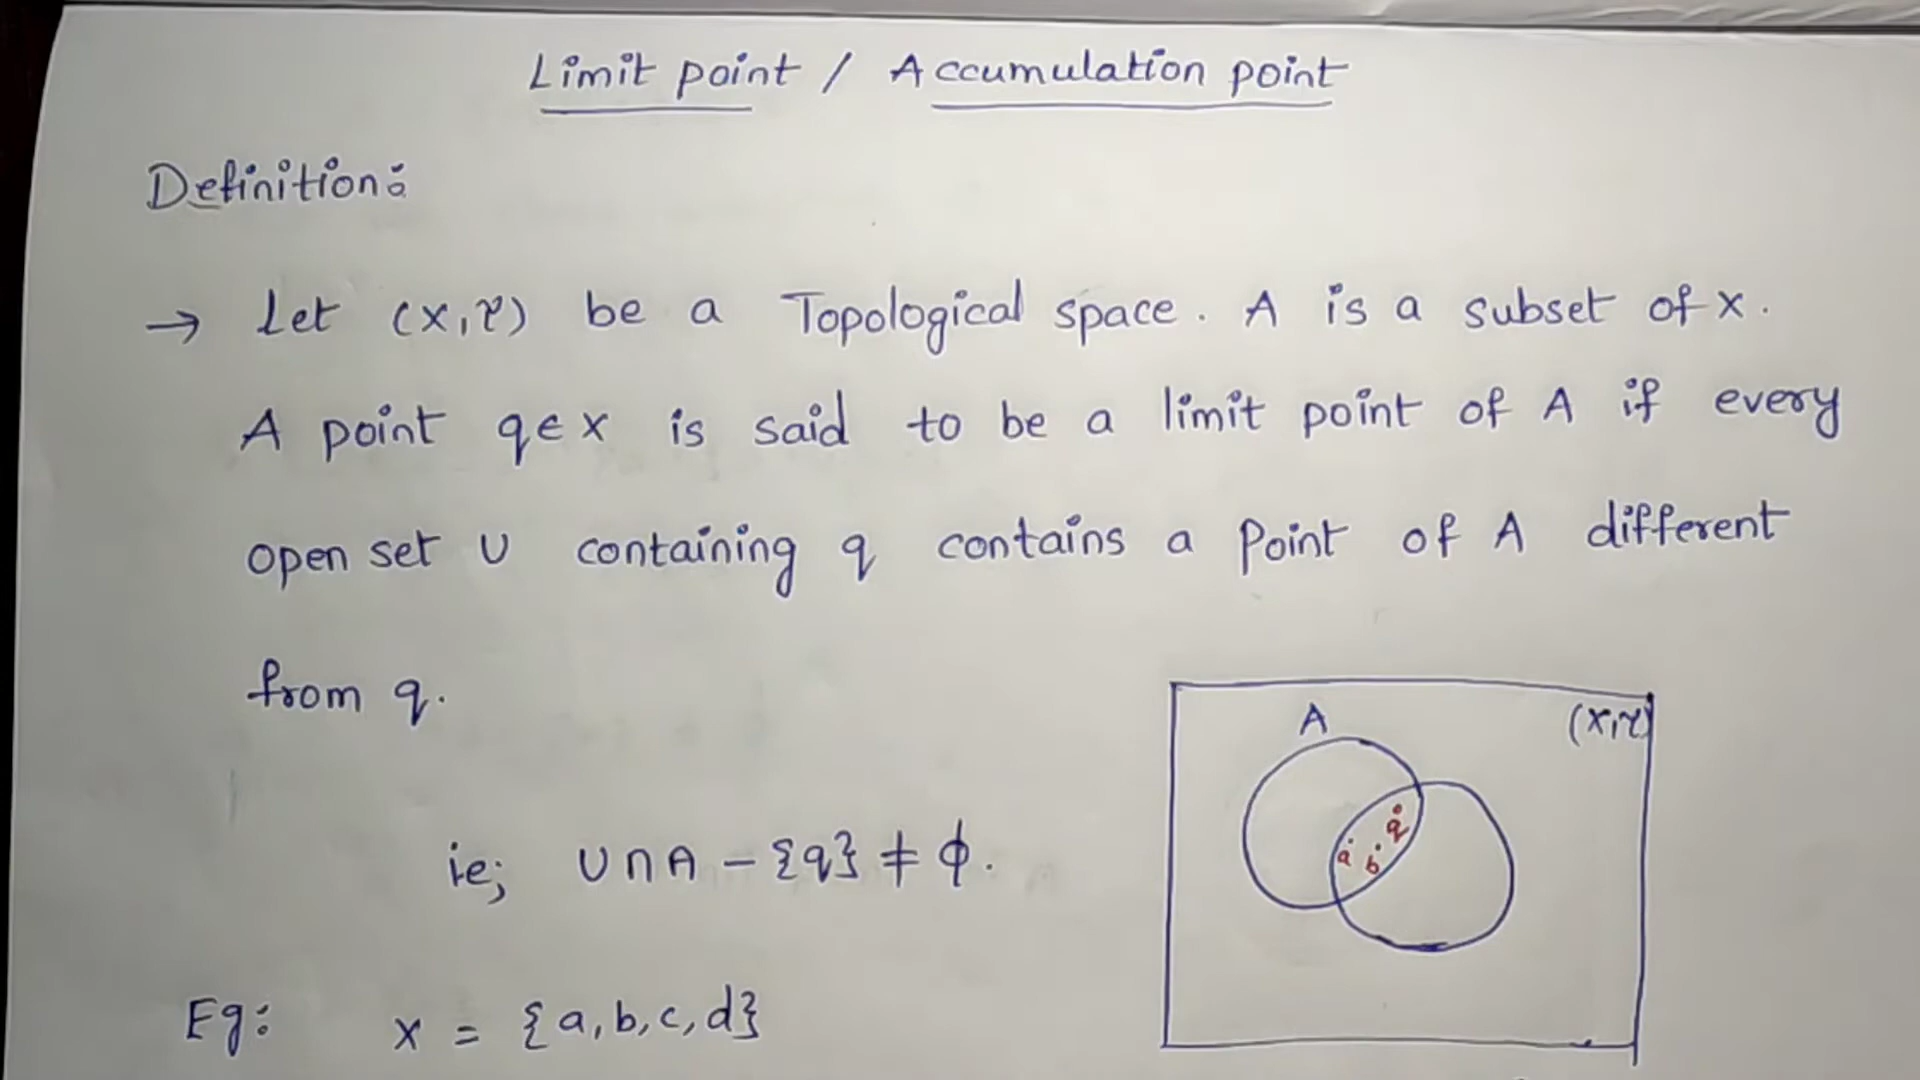 Limit point / Accumulation point
Definition:
→ Let (X,τ) be a Topological space. A is a subset of X.
A point q∈X is said to be a limit point of A if every
open set U containing q contains a Point of A different
from q.
A (X,τ)
q
a b
ie; U∩A – {q} ≠ ϕ.
Eg: X = {a,b,c,d}